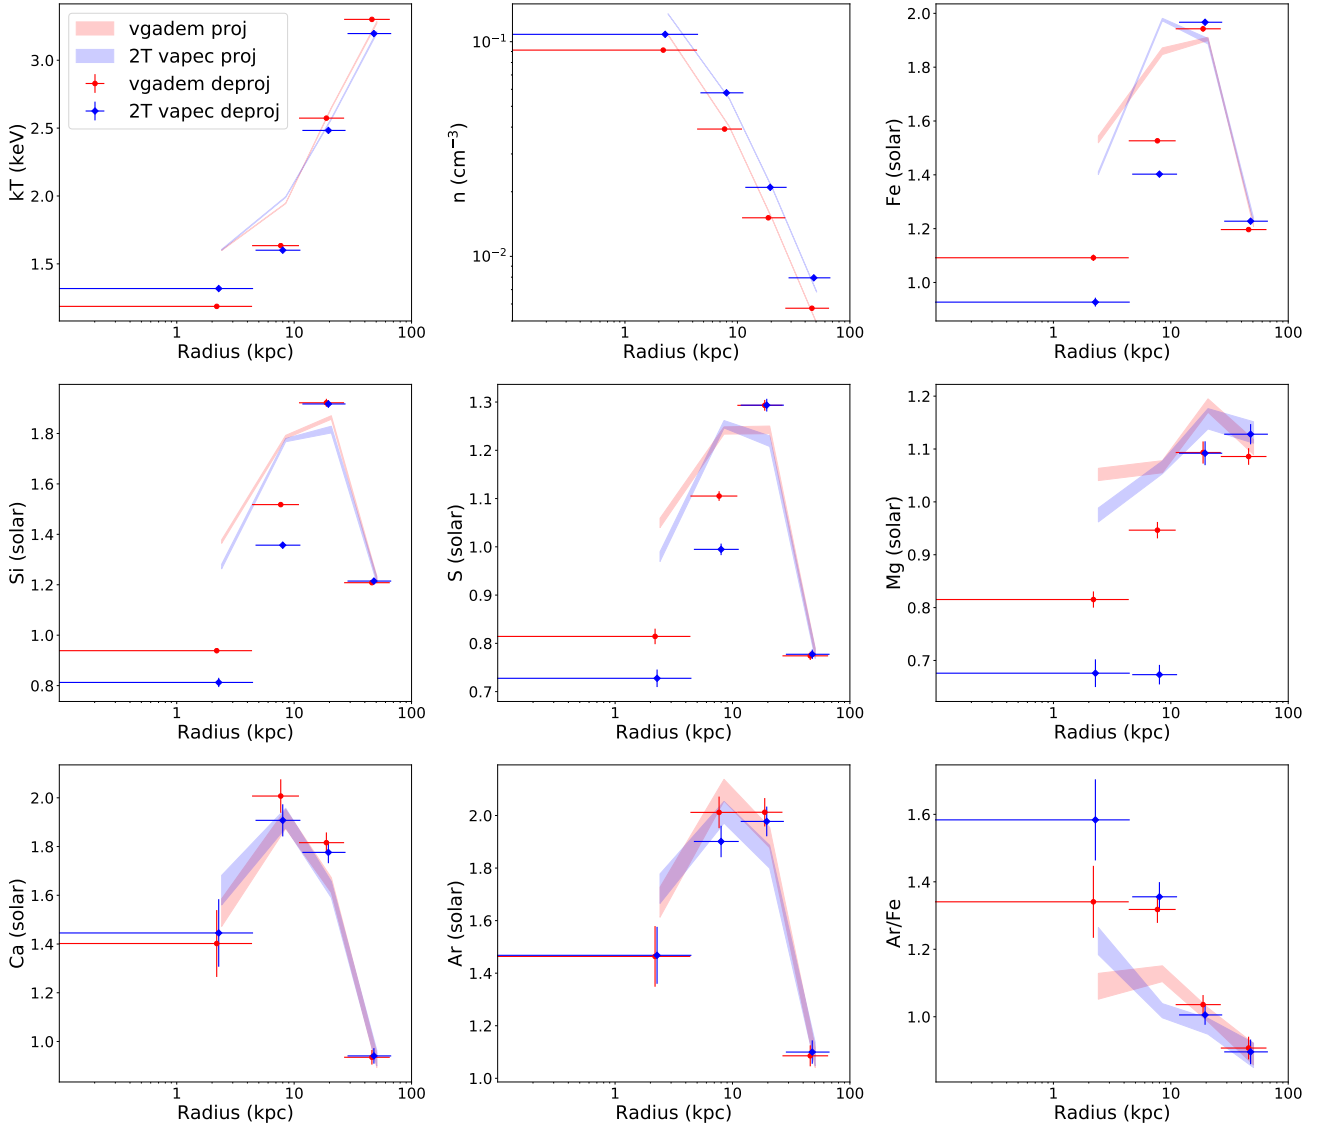 vgadem proj
2T vapec proj
vgadem deproj
2T vapec deproj
kT (keV)
3.0
2.5
2.0
1.5
1 10 100
Radius (kpc)
n (cm⁻³)
10⁻¹
10⁻²
1 10 100
Radius (kpc)
Fe (solar)
2.0
1.8
1.6
1.4
1.2
1.0
1 10 100
Radius (kpc)
Si (solar)
1.8
1.6
1.4
1.2
1.0
0.8
1 10 100
Radius (kpc)
S (solar)
1.3
1.2
1.1
1.0
0.9
0.8
0.7
1 10 100
Radius (kpc)
Mg (solar)
1.2
1.1
1.0
0.9
0.8
0.7
1 10 100
Radius (kpc)
Ca (solar)
2.0
1.8
1.6
1.4
1.2
1.0
1 10 100
Radius (kpc)
Ar (solar)
2.0
1.8
1.6
1.4
1.2
1.0
1 10 100
Radius (kpc)
Ar/Fe
1.6
1.4
1.2
1.0
1 10 100
Radius (kpc)